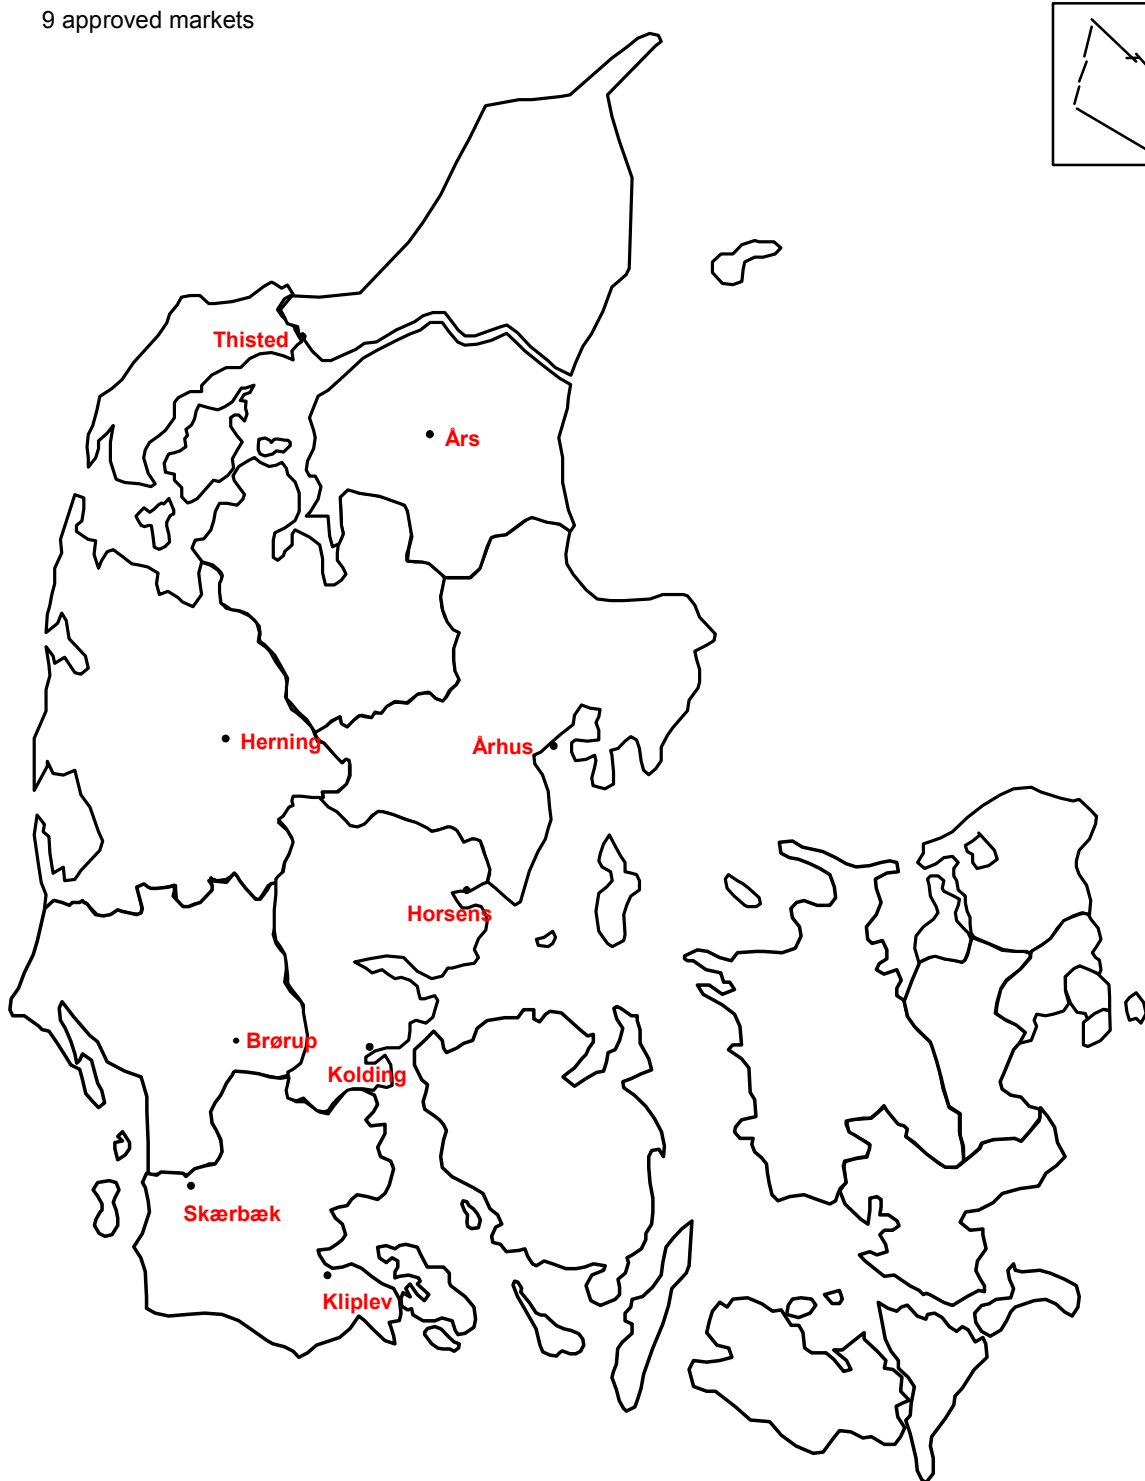 9 approved markets
Thisted
Års
Herning
Århus
Horsens
Brørup
Kolding
Skærbæk
Kliplev